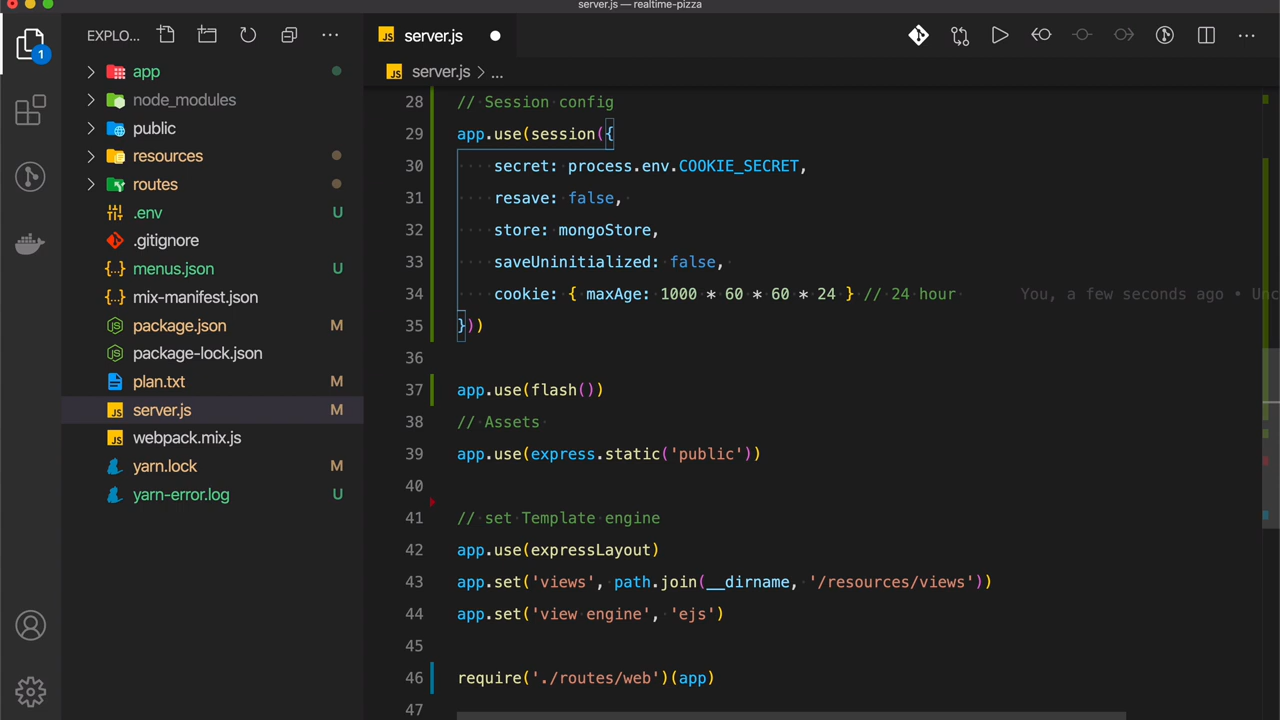 server.js — realtime-pizza
EXPLO...
server.js
server.js > ...
1
app
node_modules
public
resources
routes
.env U
.gitignore
menus.json U
mix-manifest.json
package.json M
package-lock.json
plan.txt M
server.js M
webpack.mix.js
yarn.lock M
yarn-error.log U
28 // Session config
29 app.use(session({
30 secret: process.env.COOKIE_SECRET,
31 resave: false,
32 store: mongoStore,
33 saveUninitialized: false,
34 cookie: { maxAge: 1000 * 60 * 60 * 24 } // 24 hour You, a few seconds ago • Unc
35 }))
36
37 app.use(flash())
38 // Assets
39 app.use(express.static('public'))
40
41 // set Template engine
42 app.use(expressLayout)
43 app.set('views', path.join(__dirname, '/resources/views'))
44 app.set('view engine', 'ejs')
45
46 require('./routes/web')(app)
47